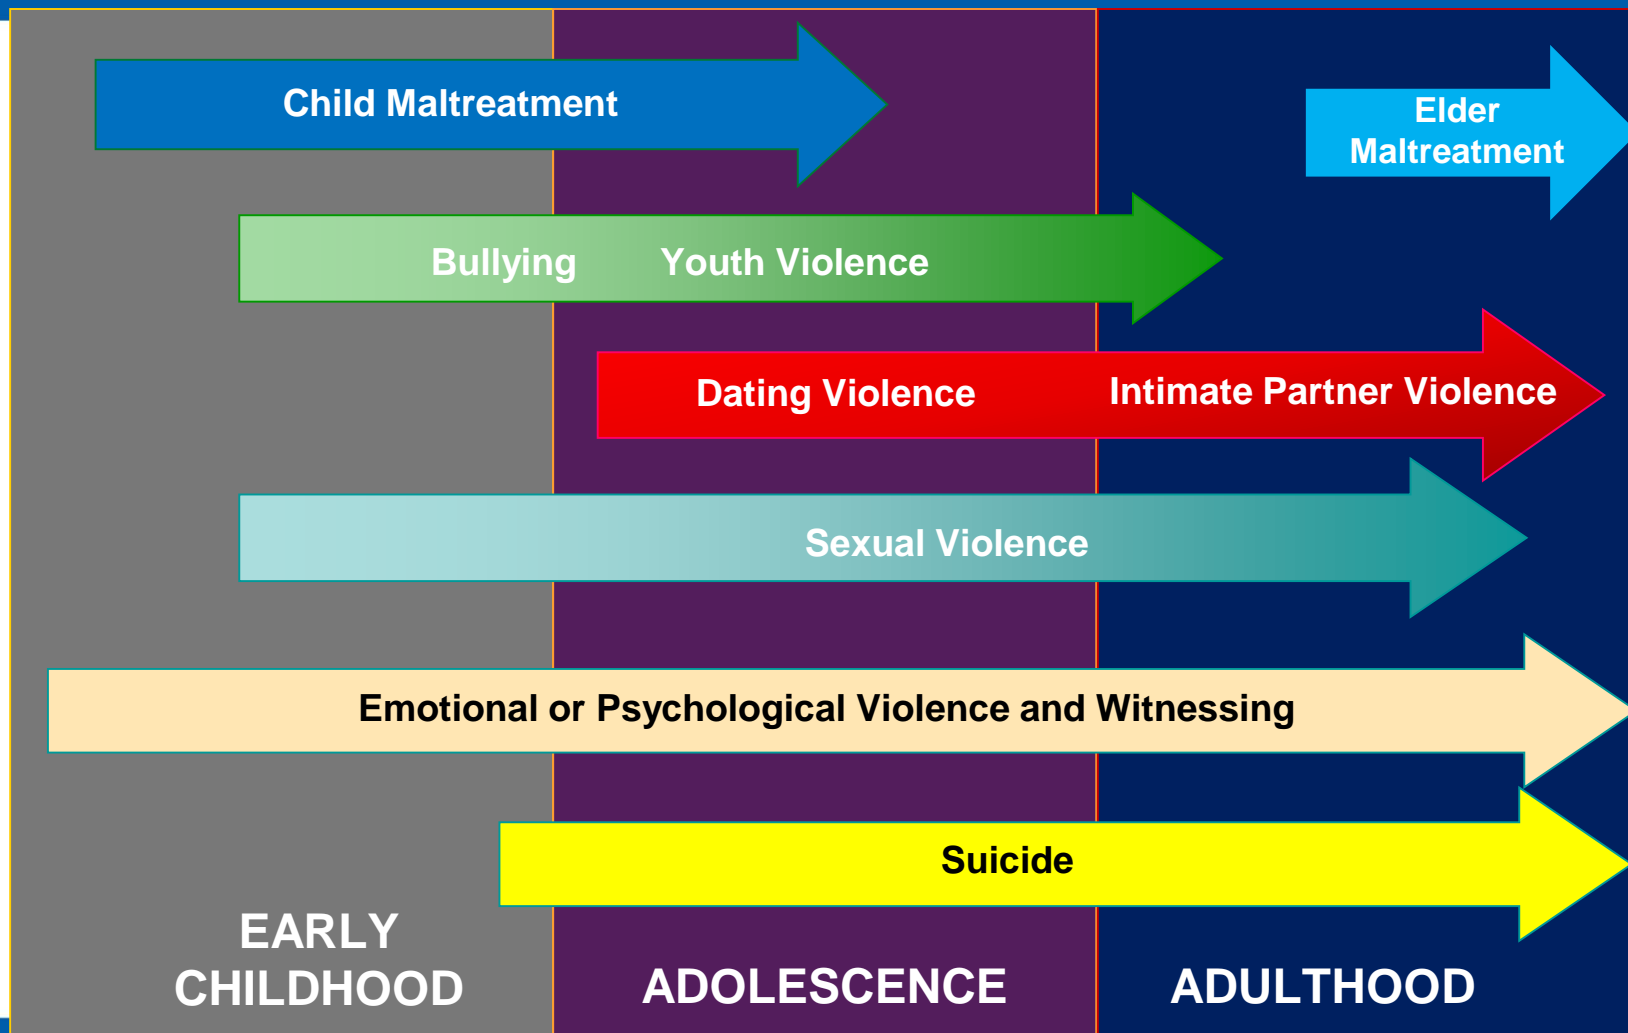 Child Maltreatment
Elder
Maltreatment
Bullying Youth Violence
Dating Violence Intimate Partner Violence
Sexual Violence
Emotional or Psychological Violence and Witnessing
Suicide
EARLY
CHILDHOOD
ADOLESCENCE
ADULTHOOD